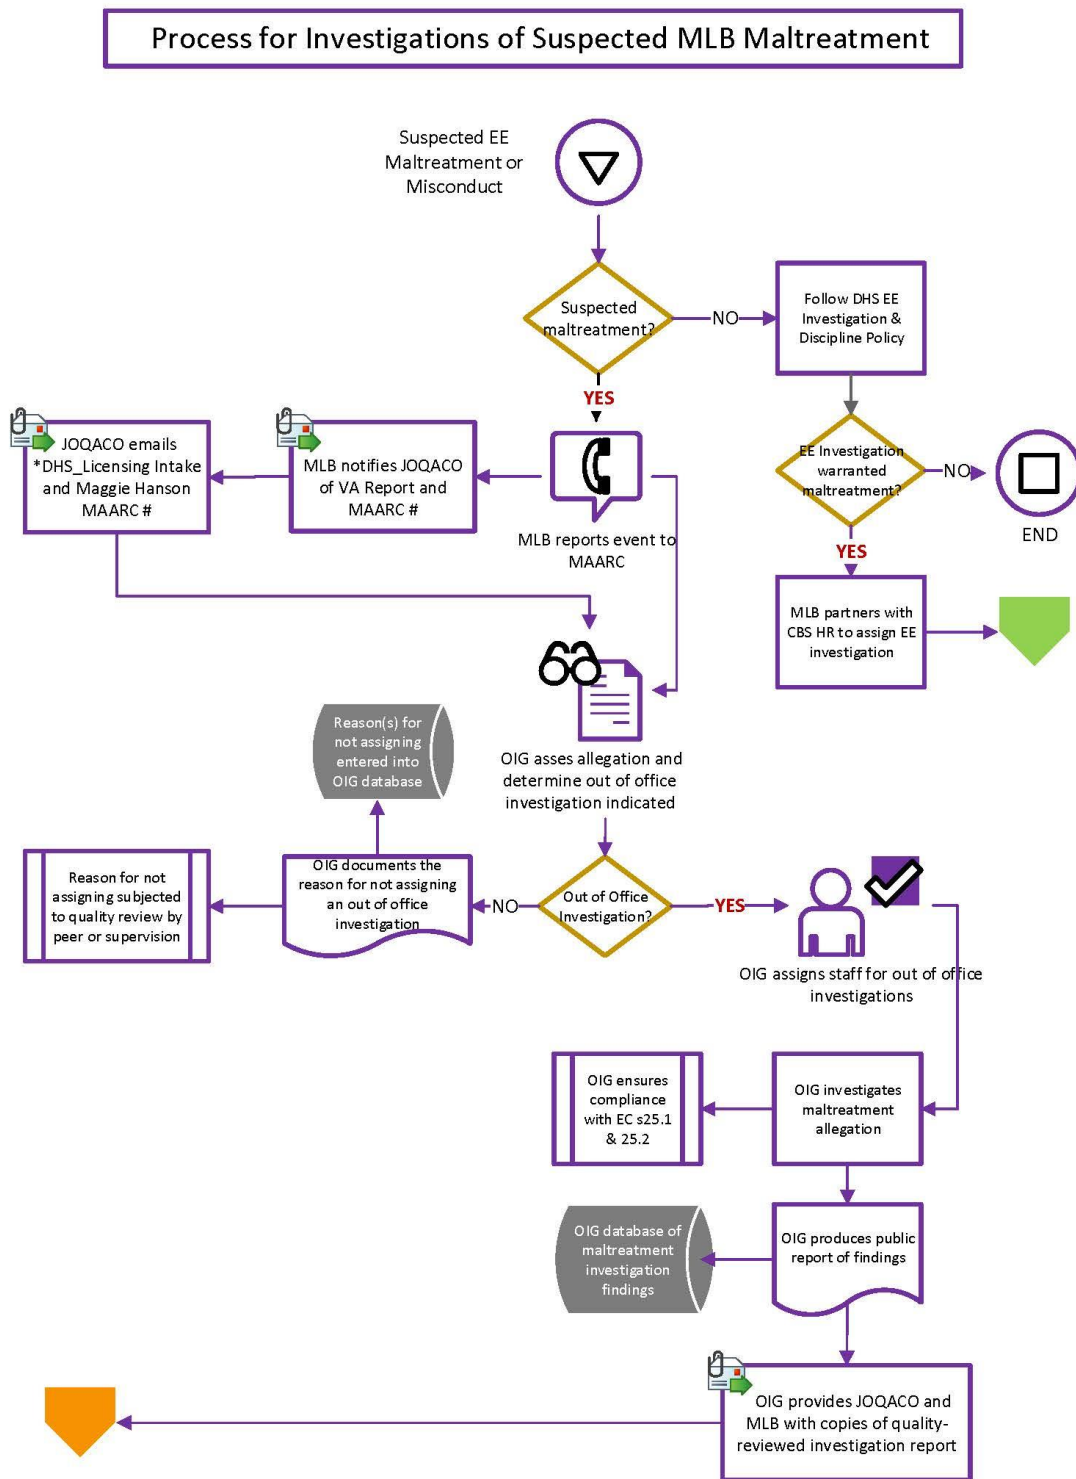 Process for Investigations of Suspected MLB Maltreatment
Suspected EE
Maltreatment or
Misconduct
Suspected
maltreatment?
NO
Follow DHS EE
Investigation &
Discipline Policy
YES
EE Investigation
warranted
maltreatment?
NO
END
YES
MLB partners with
CBS HR to assign EE
investigation
MLB reports event to
MAARC
MLB notifies JOQACO
of VA Report and
MAARC #
JOQACO emails
*DHS_Licensing Intake
and Maggie Hanson
MAARC #
OIG asses allegation and
determine out of office
investigation indicated
Reason(s) for
not assigning
entered into
OIG database
Out of Office
Investigation?
NO
OIG documents the
reason for not assigning
an out of office
investigation
Reason for not
assigning subjected
to quality review by
peer or supervision
YES
OIG assigns staff for out of office
investigations
OIG investigates
maltreatment
allegation
OIG ensures
compliance
with EC s25.1
& 25.2
OIG produces public
report of findings
OIG database of
maltreatment
investigation
findings
OIG provides JOQACO and
MLB with copies of quality-
reviewed investigation report